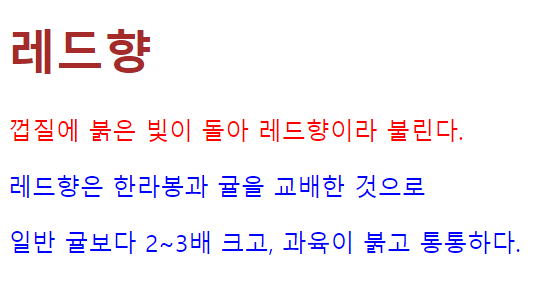 레드향
껍질에 붉은 빛이 돌아 레드향이라 불린다.
레드향은 한라봉과 귤을 교배한 것으로
일반 귤보다 2~3배 크고, 과육이 붉고 통통하다.